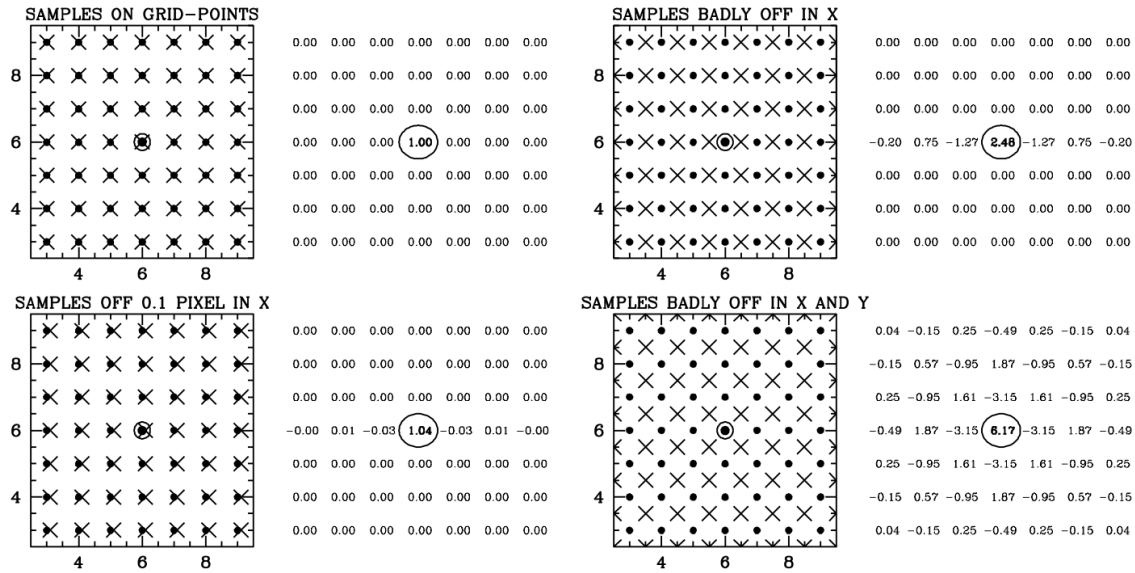 SAMPLES ON GRID-POINTS
0.00 0.00 0.00 0.00 0.00 0.00 0.00
8 0.00 0.00 0.00 0.00 0.00 0.00 0.00
0.00 0.00 0.00 0.00 0.00 0.00 0.00
6 0.00 0.00 0.00 1.00 0.00 0.00 0.00
0.00 0.00 0.00 0.00 0.00 0.00 0.00
4 0.00 0.00 0.00 0.00 0.00 0.00 0.00
0.00 0.00 0.00 0.00 0.00 0.00 0.00
4 6 8
SAMPLES BADLY OFF IN X
0.00 0.00 0.00 0.00 0.00 0.00 0.00
8 0.00 0.00 0.00 0.00 0.00 0.00 0.00
0.00 0.00 0.00 0.00 0.00 0.00 0.00
6 -0.20 0.75 -1.27 2.48 -1.27 0.75 -0.20
0.00 0.00 0.00 0.00 0.00 0.00 0.00
4 0.00 0.00 0.00 0.00 0.00 0.00 0.00
0.00 0.00 0.00 0.00 0.00 0.00 0.00
4 6 8
SAMPLES OFF 0.1 PIXEL IN X
0.00 0.00 0.00 0.00 0.00 0.00 0.00
8 0.00 0.00 0.00 0.00 0.00 0.00 0.00
0.00 0.00 0.00 0.00 0.00 0.00 0.00
6 -0.00 0.01 -0.03 1.04 -0.03 0.01 -0.00
0.00 0.00 0.00 0.00 0.00 0.00 0.00
4 0.00 0.00 0.00 0.00 0.00 0.00 0.00
0.00 0.00 0.00 0.00 0.00 0.00 0.00
4 6 8
SAMPLES BADLY OFF IN X AND Y
0.04 -0.15 0.25 -0.49 0.25 -0.15 0.04
8 -0.15 0.57 -0.95 1.87 -0.95 0.57 -0.15
0.25 -0.95 1.61 -3.15 1.61 -0.95 0.25
6 -0.49 1.87 -3.15 6.17 -3.15 1.87 -0.49
0.25 -0.95 1.61 -3.15 1.61 -0.95 0.25
4 -0.15 0.57 -0.95 1.87 -0.95 0.57 -0.15
0.04 -0.15 0.25 -0.49 0.25 -0.15 0.04
4 6 8